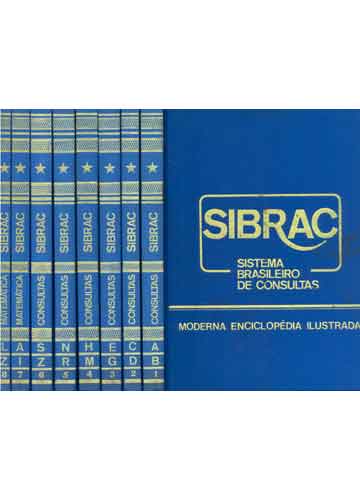 SIBRAC
MATEMÁTICA
L
Z
8
SIBRAC
MATEMÁTICA
A
I
7
SIBRAC
CONSULTAS
S
Z
6
SIBRAC
CONSULTAS
N
R
5
SIBRAC
CONSULTAS
H
M
4
SIBRAC
CONSULTAS
E
G
3
SIBRAC
CONSULTAS
C
D
2
SIBRAC
CONSULTAS
A
B
1
SIBRAC
SISTEMA
BRASILEIRO
DE CONSULTAS
MODERNA ENCICLOPÉDIA ILUSTRADA